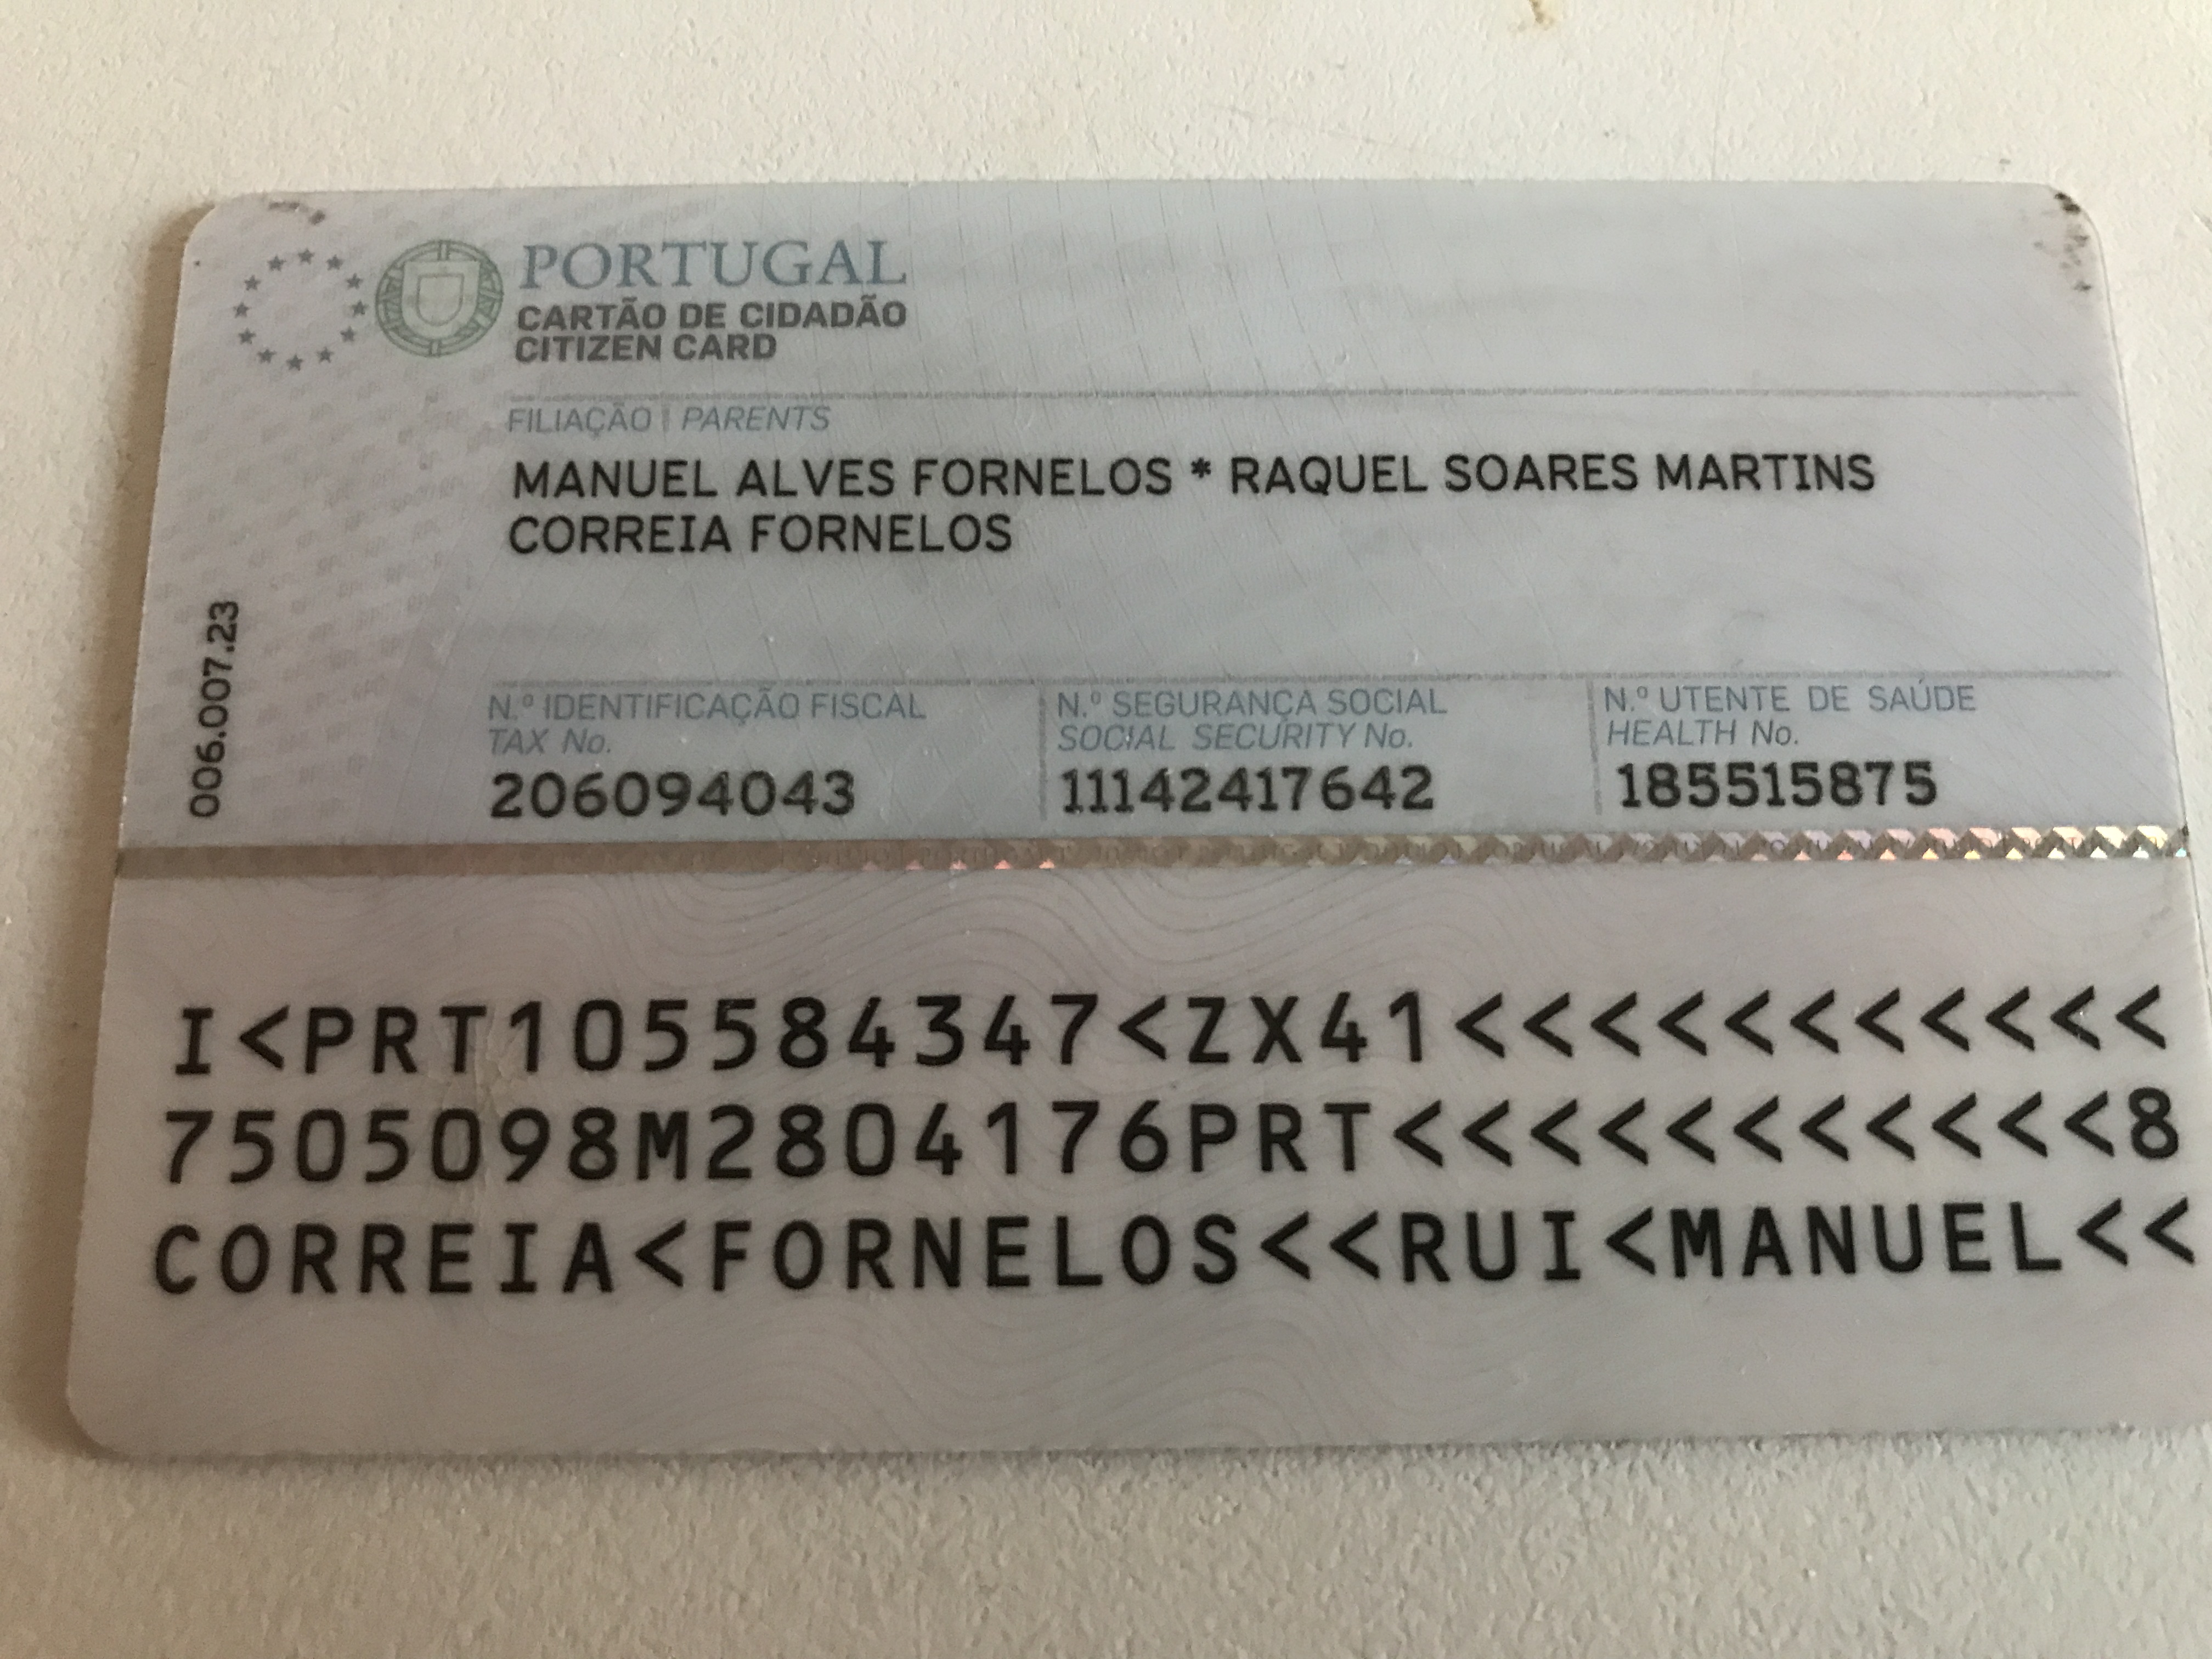 PORTUGAL
CARTÃO DE CIDADÃO
CITIZEN CARD
FILIAÇÃO | PARENTS
MANUEL ALVES FORNELOS * RAQUEL SOARES MARTINS
CORREIA FORNELOS
N.º IDENTIFICAÇÃO FISCAL
TAX No.
206094043
N.º SEGURANÇA SOCIAL
SOCIAL SECURITY No.
11142417642
N.º UTENTE DE SAÚDE
HEALTH No.
185515875
006.007.23
I<PRT105584347<ZX41<<<<<<<<<<<
7505098M2804176PRT<<<<<<<<<<<8
CORREIA<FORNELOS<<RUI<MANUEL<<